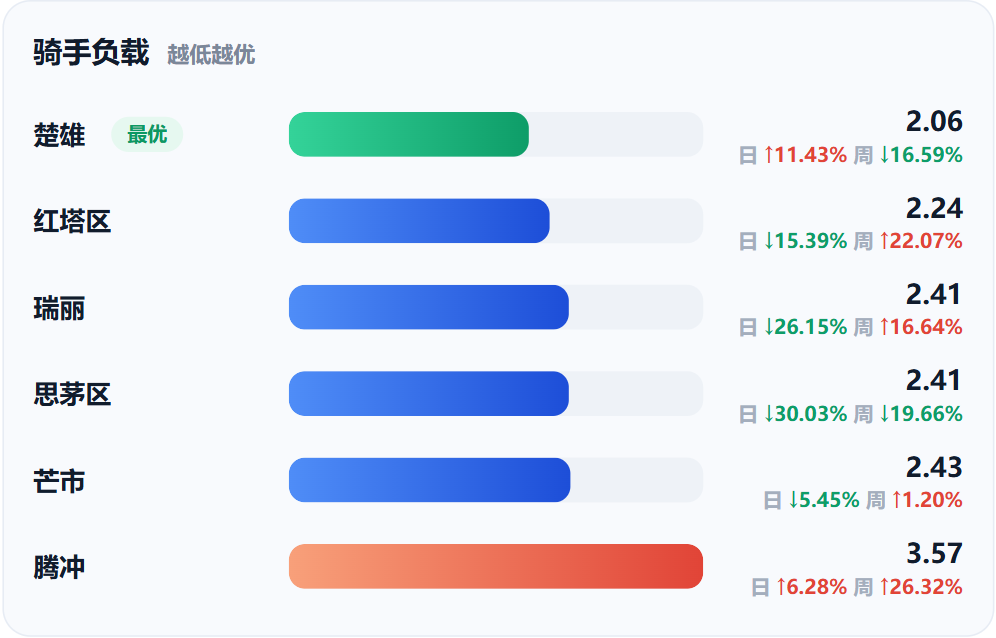 骑手负载 越低越优
楚雄 最优 2.06
日 ↑11.43% 周 ↓16.59%
红塔区 2.24
日 ↓15.39% 周 ↑22.07%
瑞丽 2.41
日 ↓26.15% 周 ↑16.64%
思茅区 2.41
日 ↓30.03% 周 ↓19.66%
芒市 2.43
日 ↓5.45% 周 ↑1.20%
腾冲 3.57
日 ↑6.28% 周 ↑26.32%